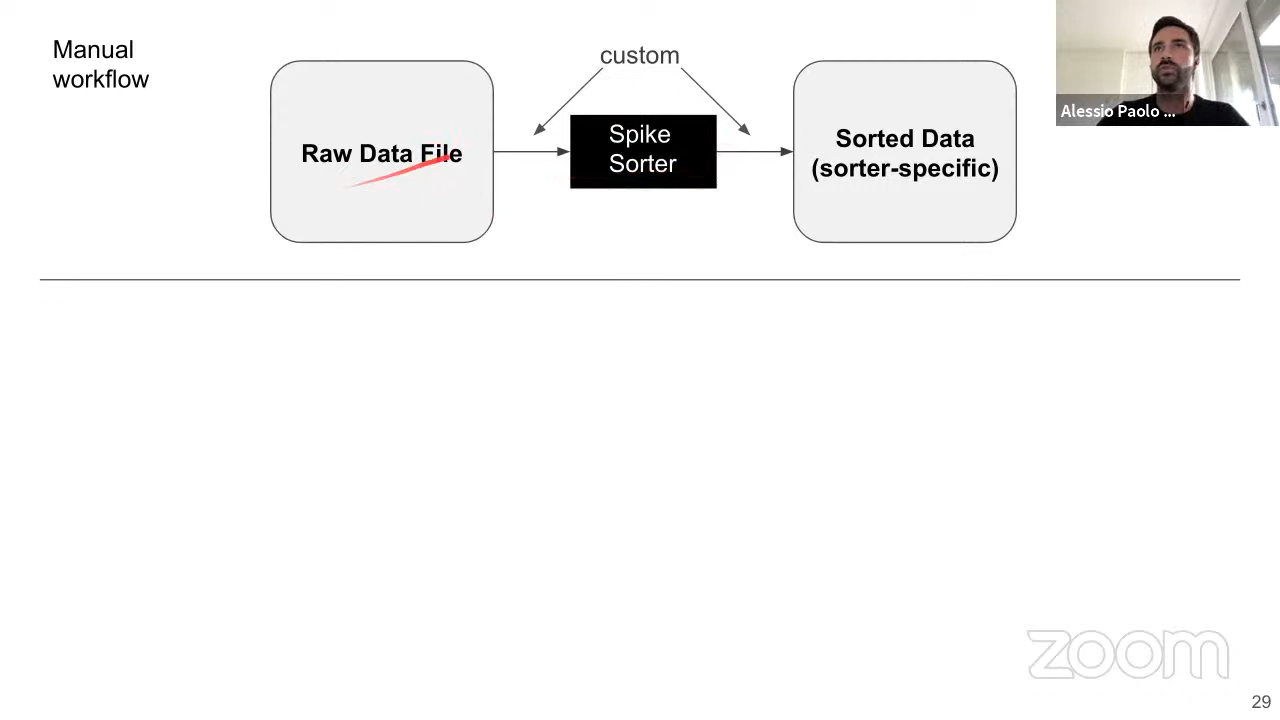 Manual
workflow
custom
Raw Data File
Spike
Sorter
Sorted Data
(sorter-specific)
Alessio Paolo ...
zoom
29